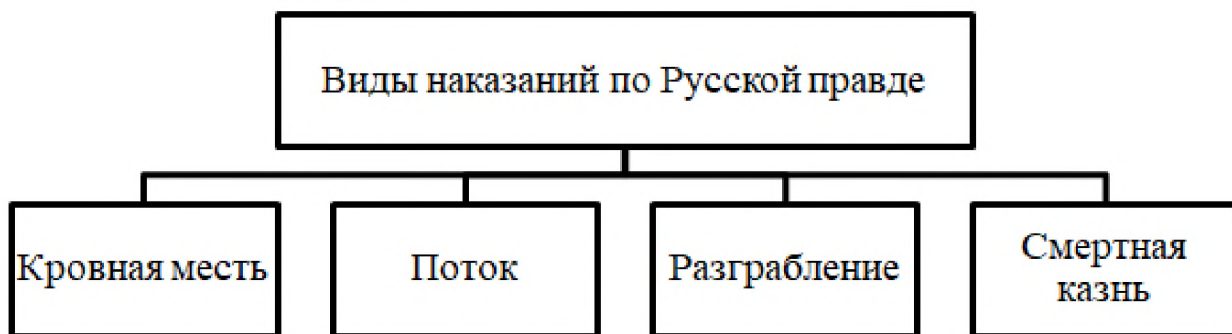 Виды наказаний по Русской правде
Кровная месть
Поток
Разграбление
Смертная
казнь